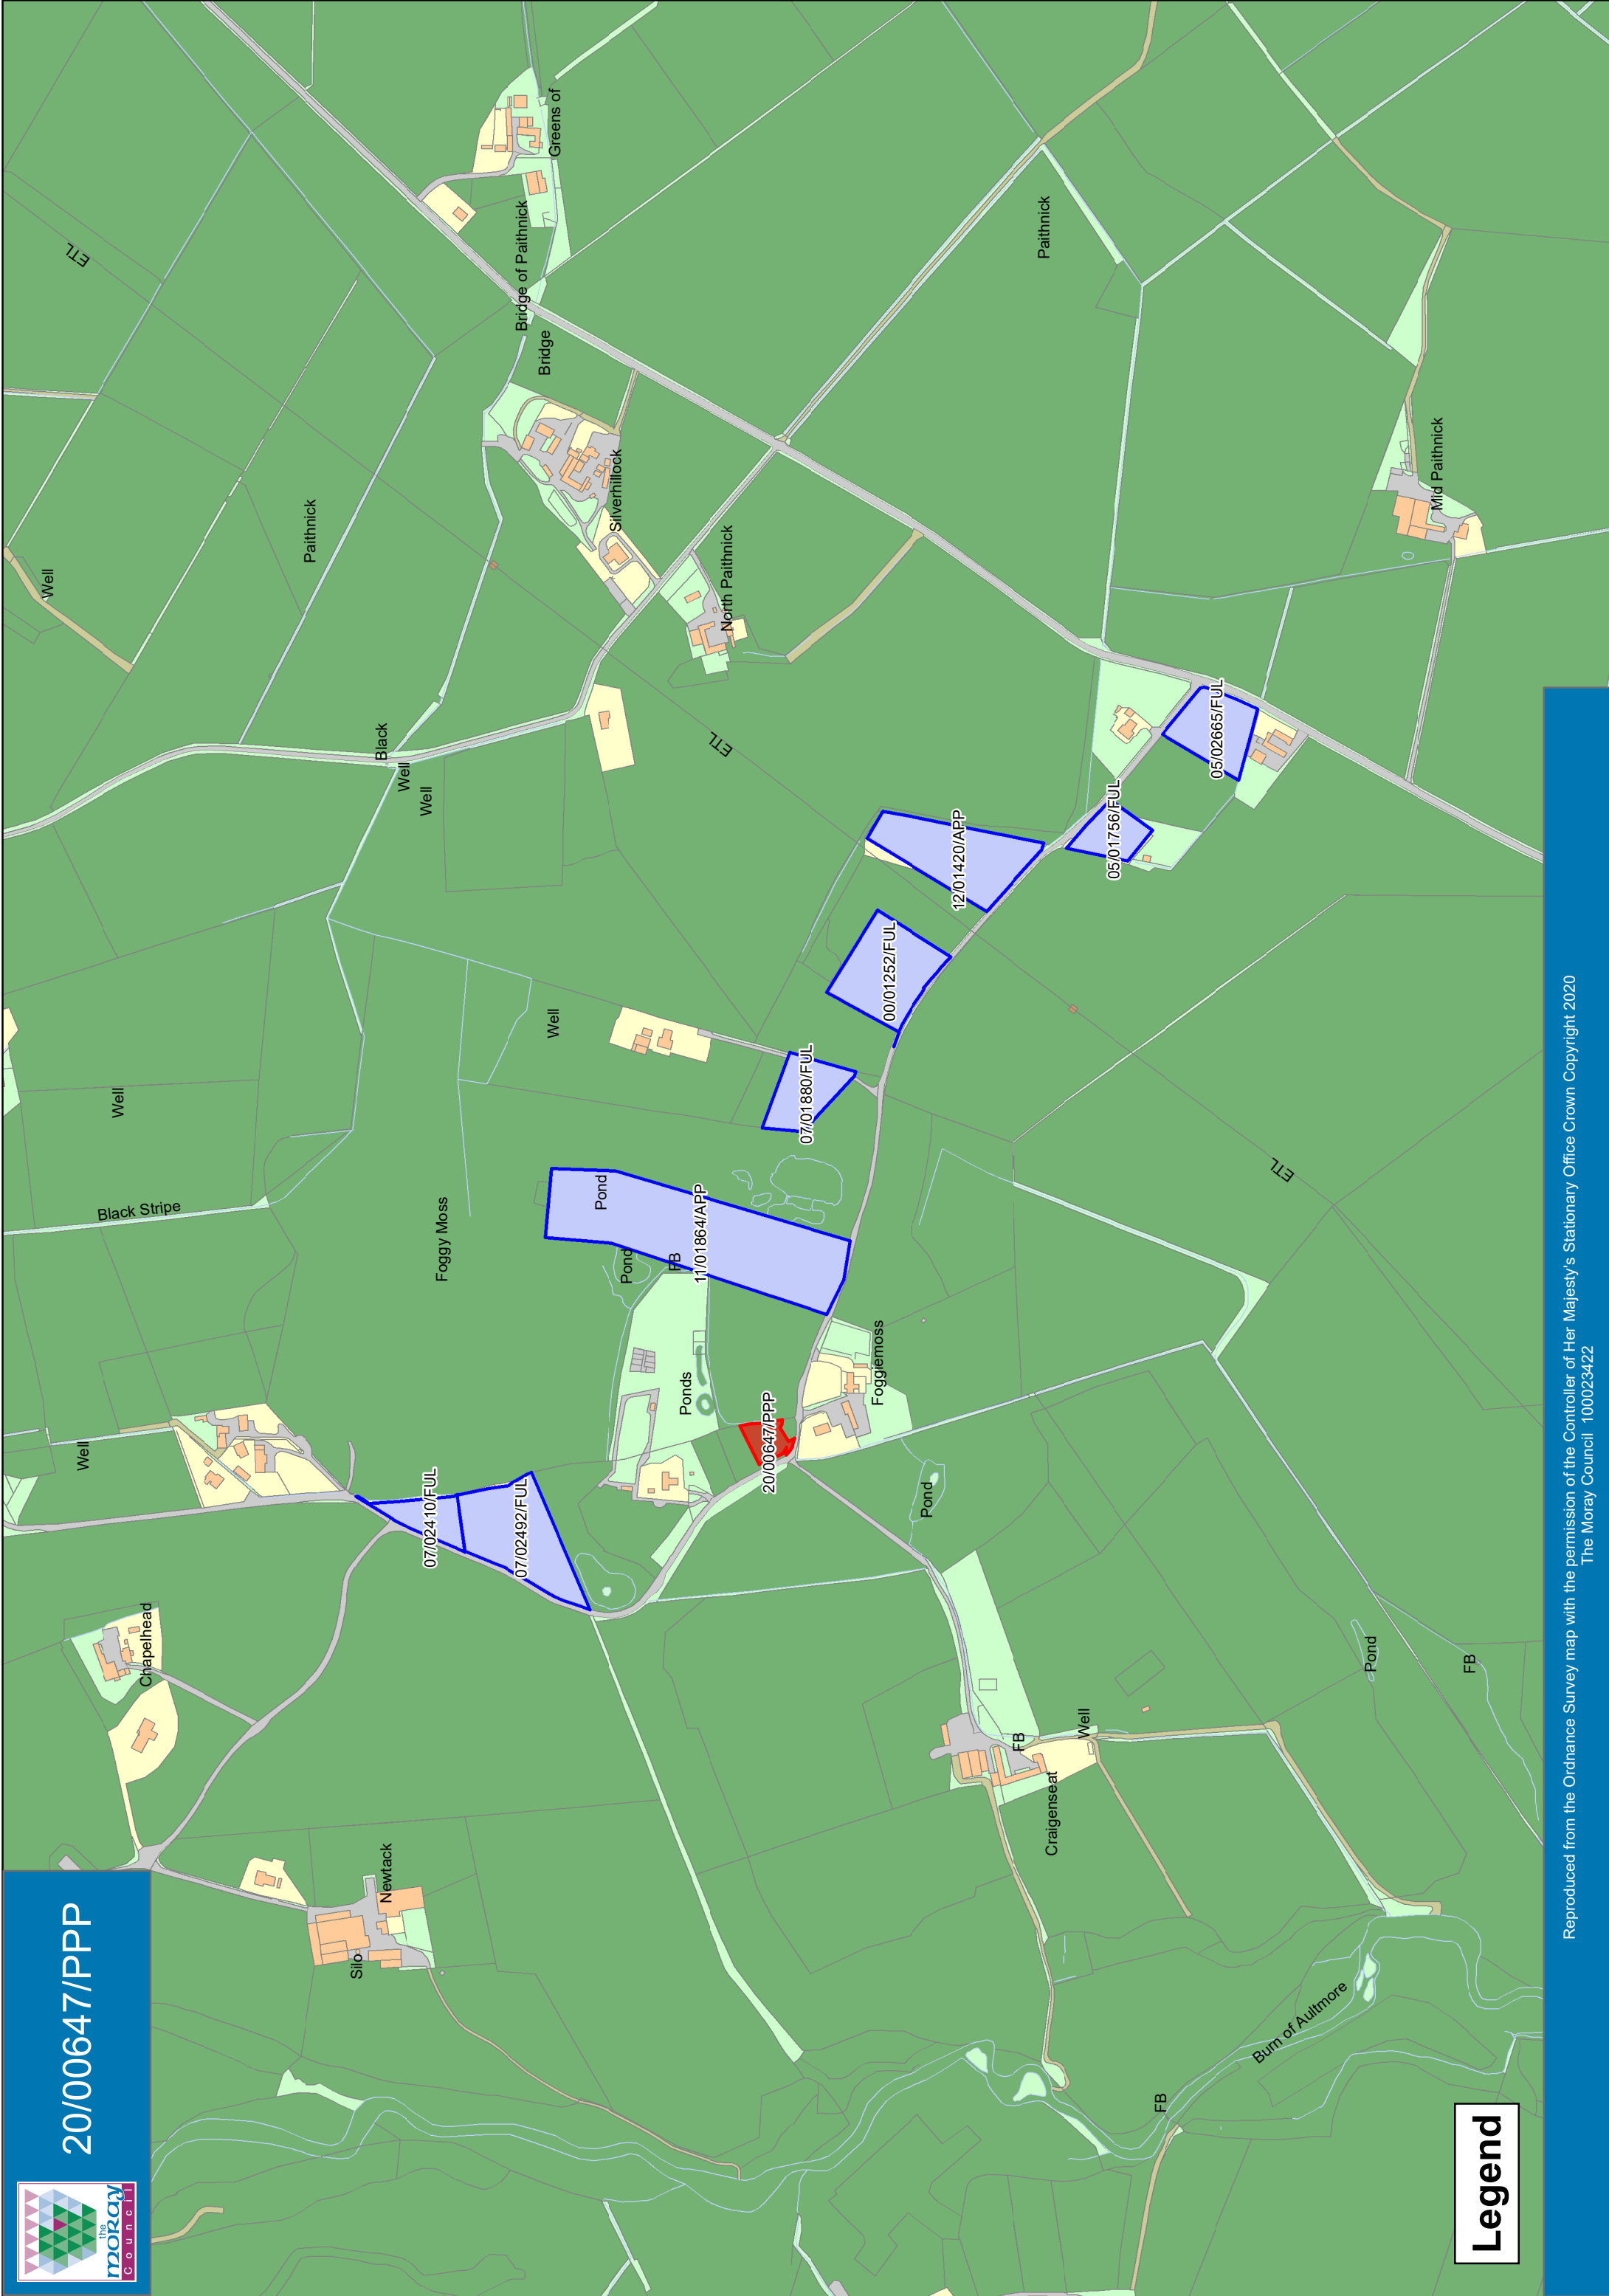 20/00647/PPP
the
MORAY
Council
Silo
Newtack
Chapelhead
Well
Black Stripe
Well
Well
Paithnick
ETL
Black
Well
Well
Foggy Moss
Well
07/02410/FUL
07/02492/FUL
Ponds
Pond
Pond
FB
11/01864/APP
20/00647/PPP
Foggiemoss
Pond
07/01880/FUL
00/01252/FUL
12/01420/APP
05/01756/FUL
05/02665/FUL
ETL
North Paithnick
Silverhillock
Bridge
Bridge of Paithnick
Greens of
Paithnick
Mid Paithnick
ETL
Craigenseat
FB
Well
Pond
FB
Burn of Aultmore
FB
Legend
Reproduced from the Ordnance Survey map with the permission of the Controller of Her Majesty's Stationary Office Crown Copyright 2020
The Moray Council 100023422